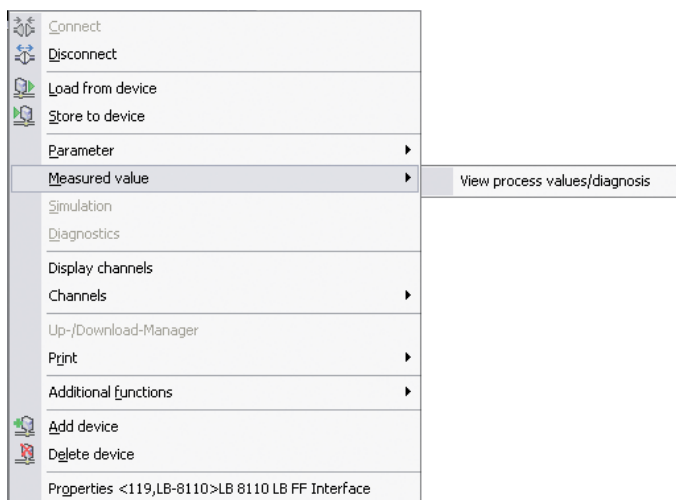 Connect
Disconnect
Load from device
Store to device
Parameter
Measured value
View process values/diagnosis
Simulation
Diagnostics
Display channels
Channels
Up-/Download-Manager
Print
Additional functions
Add device
Delete device
Properties <119,LB-8110>LB 8110 LB FF Interface